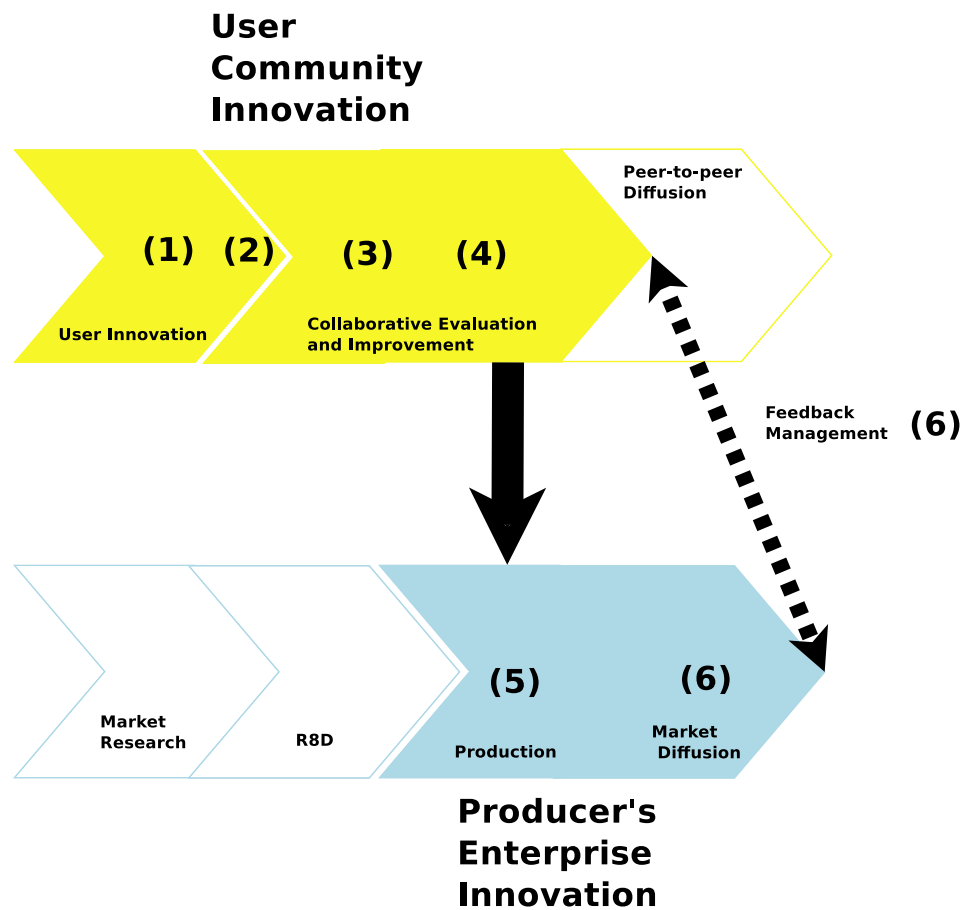 User
Community
Innovation
Peer-to-peer
Diffusion
(1)
(2)
(3)
(4)
User Innovation
Collaborative Evaluation
and Improvement
Feedback
Management
(6)
(5)
(6)
Market
Research
R8D
Production
Market
Diffusion
Producer's
Enterprise
Innovation